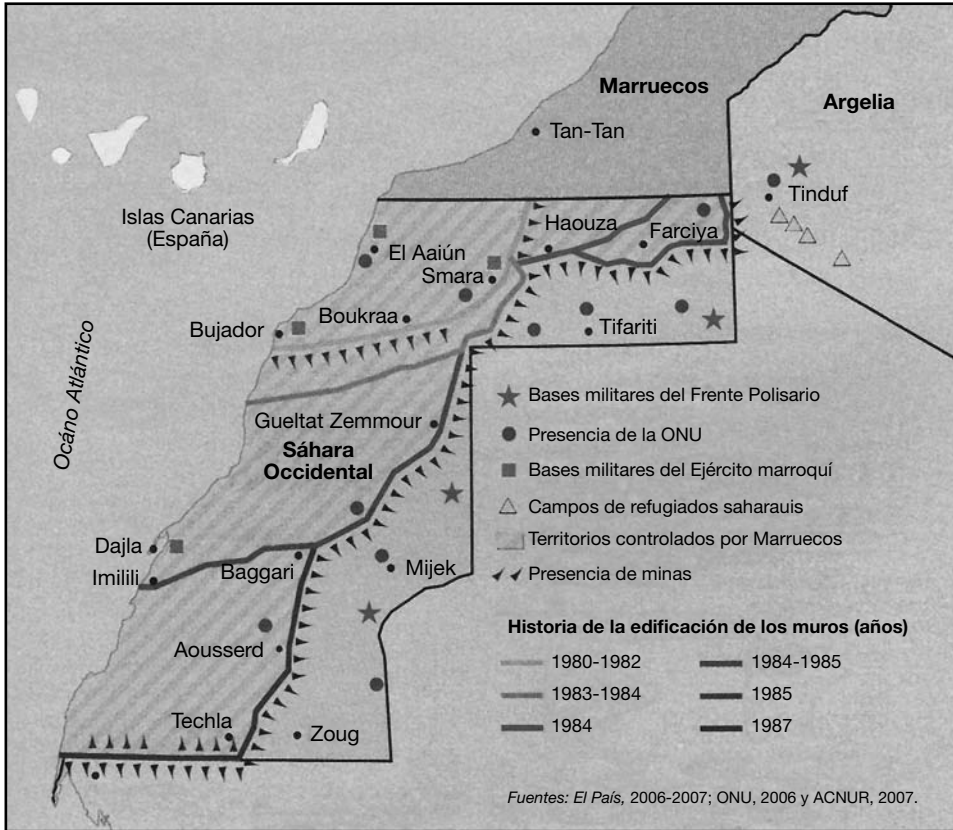 Marruecos
Argelia
Tan-Tan
Tinduf
Islas Canarias
(España)
Haouza
Farciya
El Aaiún
Smara
Boukraa
Bujador
Tifariti
Océno Atlántico
Gueltat Zemmour
Sáhara
Occidental
Dajla
Imilili
Baggari
Mijek
Aousserd
Techla
Zoug
Bases militares del Frente Polisario
Presencia de la ONU
Bases militares del Ejército marroquí
Campos de refugiados saharauis
Territorios controlados por Marruecos
Presencia de minas
Historia de la edificación de los muros (años)
1980-1982
1984-1985
1983-1984
1985
1984
1987
Fuentes: El País, 2006-2007; ONU, 2006 y ACNUR, 2007.